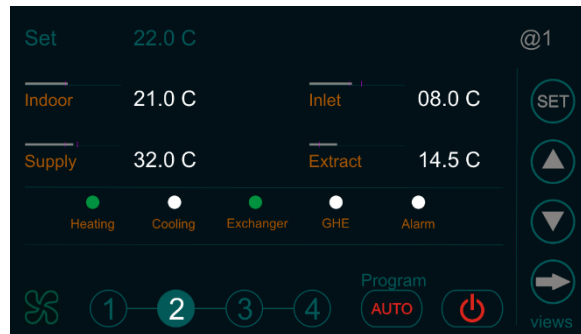 Set 22.0 C @1
Indoor 21.0 C Inlet 08.0 C SET
Supply 32.0 C Extract 14.5 C
Heating Cooling Exchanger GHE Alarm
Program
1 2 3 4 AUTO
views